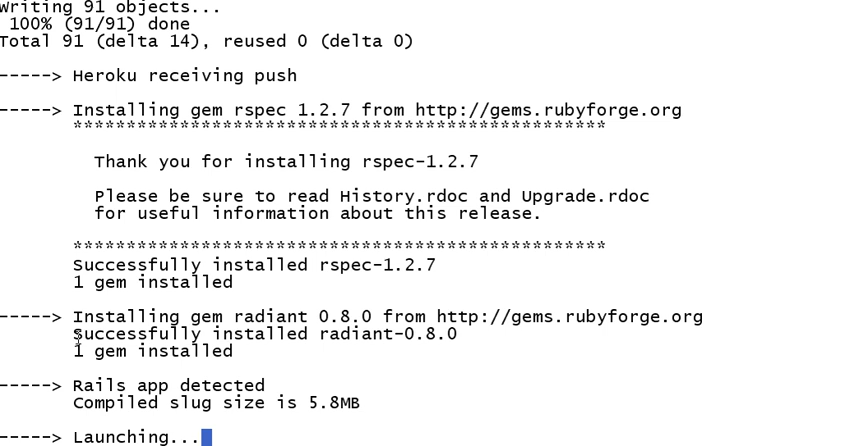 Writing 91 objects...
100% (91/91) done
Total 91 (delta 14), reused 0 (delta 0)
-----> Heroku receiving push
-----> Installing gem rspec 1.2.7 from http://gems.rubyforge.org
**************************************************
Thank you for installing rspec-1.2.7
Please be sure to read History.rdoc and Upgrade.rdoc
for useful information about this release.
**************************************************
Successfully installed rspec-1.2.7
1 gem installed
-----> Installing gem radiant 0.8.0 from http://gems.rubyforge.org
Successfully installed radiant-0.8.0
1 gem installed
-----> Rails app detected
Compiled slug size is 5.8MB
-----> Launching...